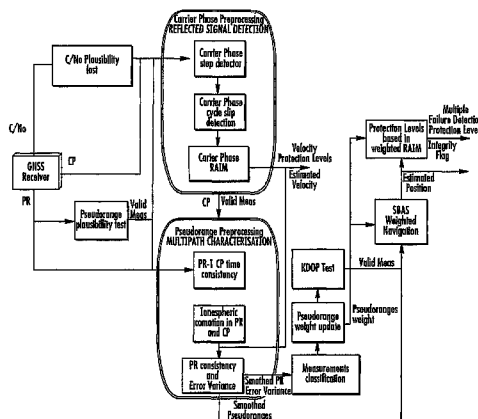 Carrier Phase Preprocessing
REFLECTED SIGNAL DETECTION
C/No Plausibility
test
Carrier Phase
step detector
Carrier Phase
cycle slip
detection
Carrier Phase
RAIM
C/No
GNSS
Receiver
CP
PR
Pseudorange
plausibility test
Valid
Meas
Velocity
Protection Levels
Estimated
Velocity
CP
Valid Meas
Pseudorange Preprocessing
MULTIPATH CHARACTERISATION
PR-T CP time
consistency
Ionespheric
comation in PR
and CP
PR consistency
and
Error Variance
Smothed PR
Error Variance
Smoothed
Pseudoranges
Measurements
classification
Pseudorange
weight update
KDOP Test
Valid Meas
Pseudoranges
weight
SBAS
Weighted
Navigation
Protection Levels
based in
weighted RAIM
Multiple
Failure Detection
Protection Level
Integrity
Flag
Estimated
Position